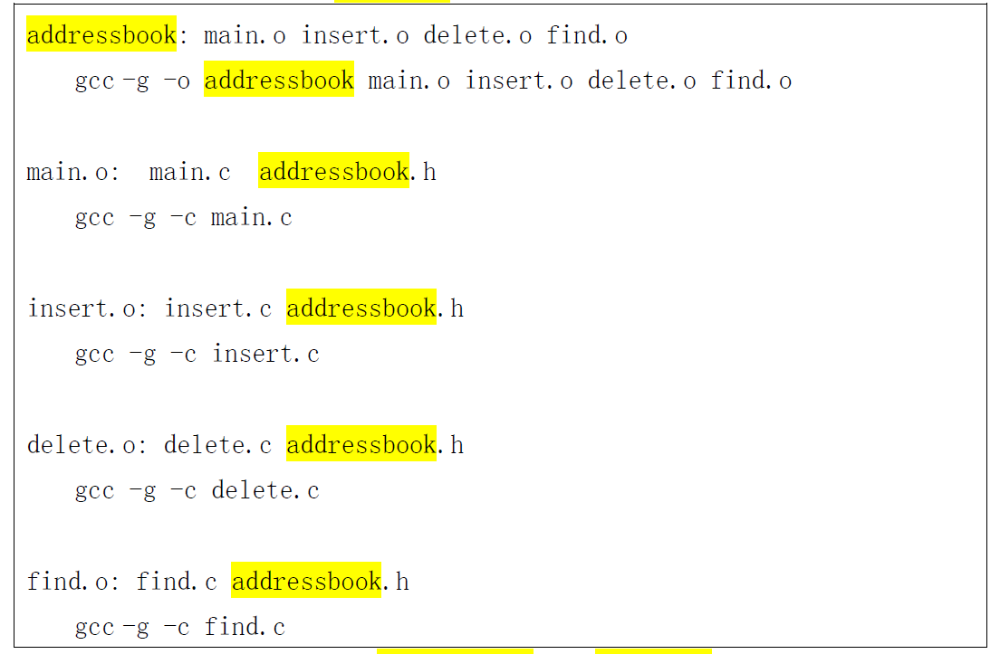 addressbook: main.o insert.o delete.o find.o
gcc -g -o addressbook main.o insert.o delete.o find.o
main.o: main.c addressbook.h
gcc -g -c main.c
insert.o: insert.c addressbook.h
gcc -g -c insert.c
delete.o: delete.c addressbook.h
gcc -g -c delete.c
find.o: find.c addressbook.h
gcc -g -c find.c